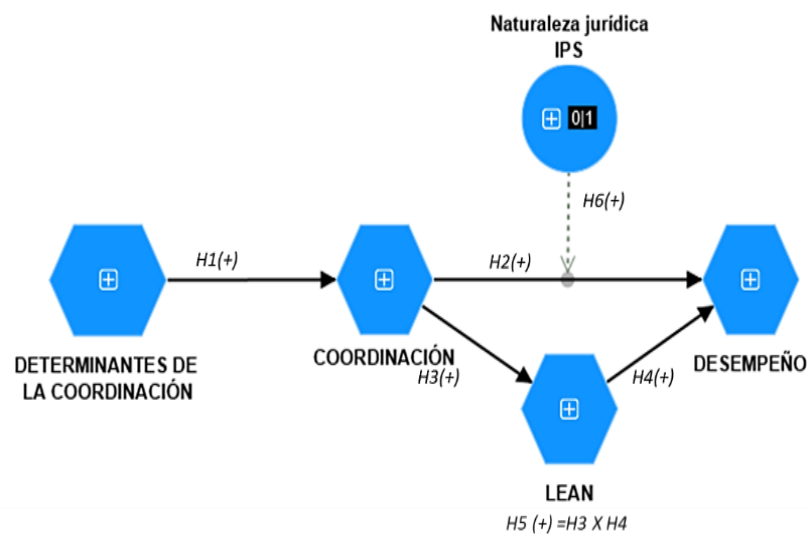 Naturaleza jurídica
IPS
0|1
H6(+)
H1(+)
H2(+)
DETERMINANTES DE
LA COORDINACIÓN
COORDINACIÓN
H3(+)
H4(+)
DESEMPEÑO
LEAN
H5 (+) =H3 X H4